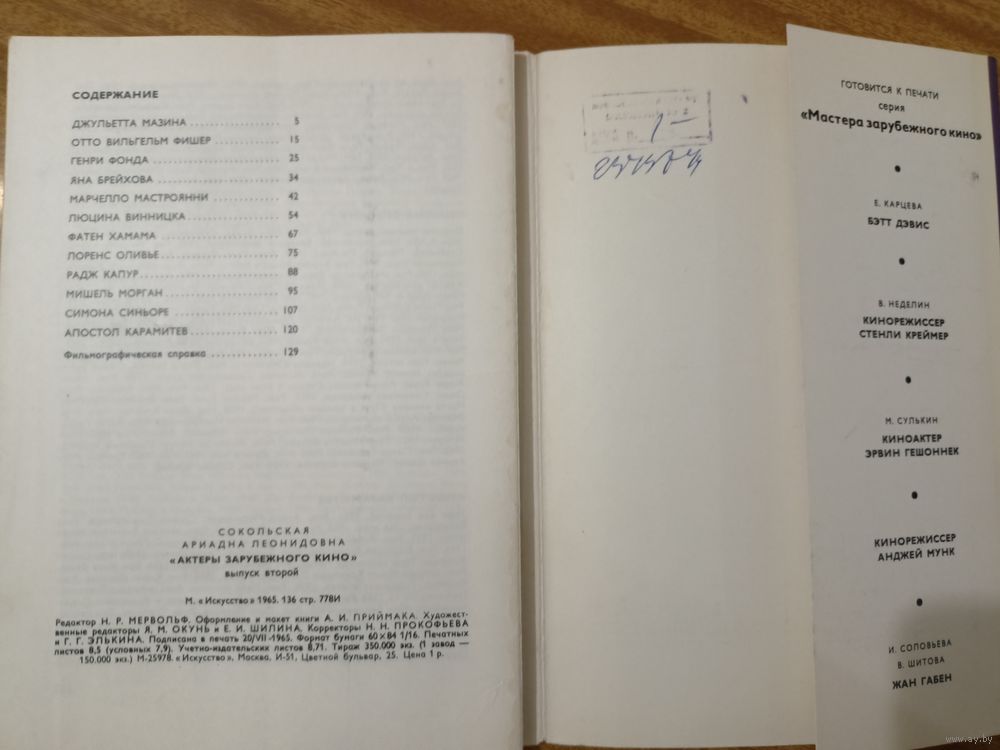 СОДЕРЖАНИЕ
ДЖУЛЬЕТТА МАЗИНА .................... 5
ОТТО ВИЛЬГЕЛЬМ ФИШЕР .............. 15
ГЕНРИ ФОНДА ......................... 25
ЯНА БРЕЙХОВА ........................ 34
МАРЧЕЛЛО МАСТРОЯННИ .............. 42
ЛЮЦИНА ВИННИЦКА ................... 54
ФАТЕН ХАМАМА ....................... 67
ЛОРЕНС ОЛИВЬЕ ...................... 75
РАДЖ КАПУР .......................... 88
МИШЕЛЬ МОРГАН ..................... 95
СИМОНА СИНЬОРЕ .................... 107
АПОСТОЛ КАРАМИТЕВ ................. 120
Фильмографическая справка ............ 129
СОКОЛЬСКАЯ
АРИАДНА ЛЕОНИДОВНА
«АКТЕРЫ ЗАРУБЕЖНОГО КИНО»
выпуск второй
М. «Искусство» 1965. 136 стр. 778И
Редактор Н. Р. МЕРВОЛЬФ. Оформление и макет книги А. И. ПРИЙМАКА. Художест-
венные редакторы Я. М. ОКУНЬ и Е. И. ШИЛИНА. Корректоры Н. Н. ПРОКОФЬЕВА
и Г. Г. ЭЛЬКИНА. Подписано в печать 20/VII-1965. Формат бумаги 60×84 1/16. Печатных
листов 8,5 (условных 7,9). Учетно-издательских листов 8,71. Тираж 350.000 экз. (1 завод —
150.000 экз.) М-25978. «Искусство». Москва, И-51, Цветной бульвар, 25. Цена 1 р.
ГОТОВИТСЯ К ПЕЧАТИ
серия
«Мастера зарубежного кино»
Е. КАРЦЕВА
БЭТТ ДЭВИС
В. НЕДЕЛИН
КИНОРЕЖИССЕР
СТЕНЛИ КРЕЙМЕР
М. СУЛЬКИН
КИНОАКТЕР
ЭРВИН ГЕШОННЕК
КИНОРЕЖИССЕР
АНДЖЕЙ МУНК
И. СОЛОВЬЕВА
В. ШИТОВА
ЖАН ГАБЕН
www.ay.by